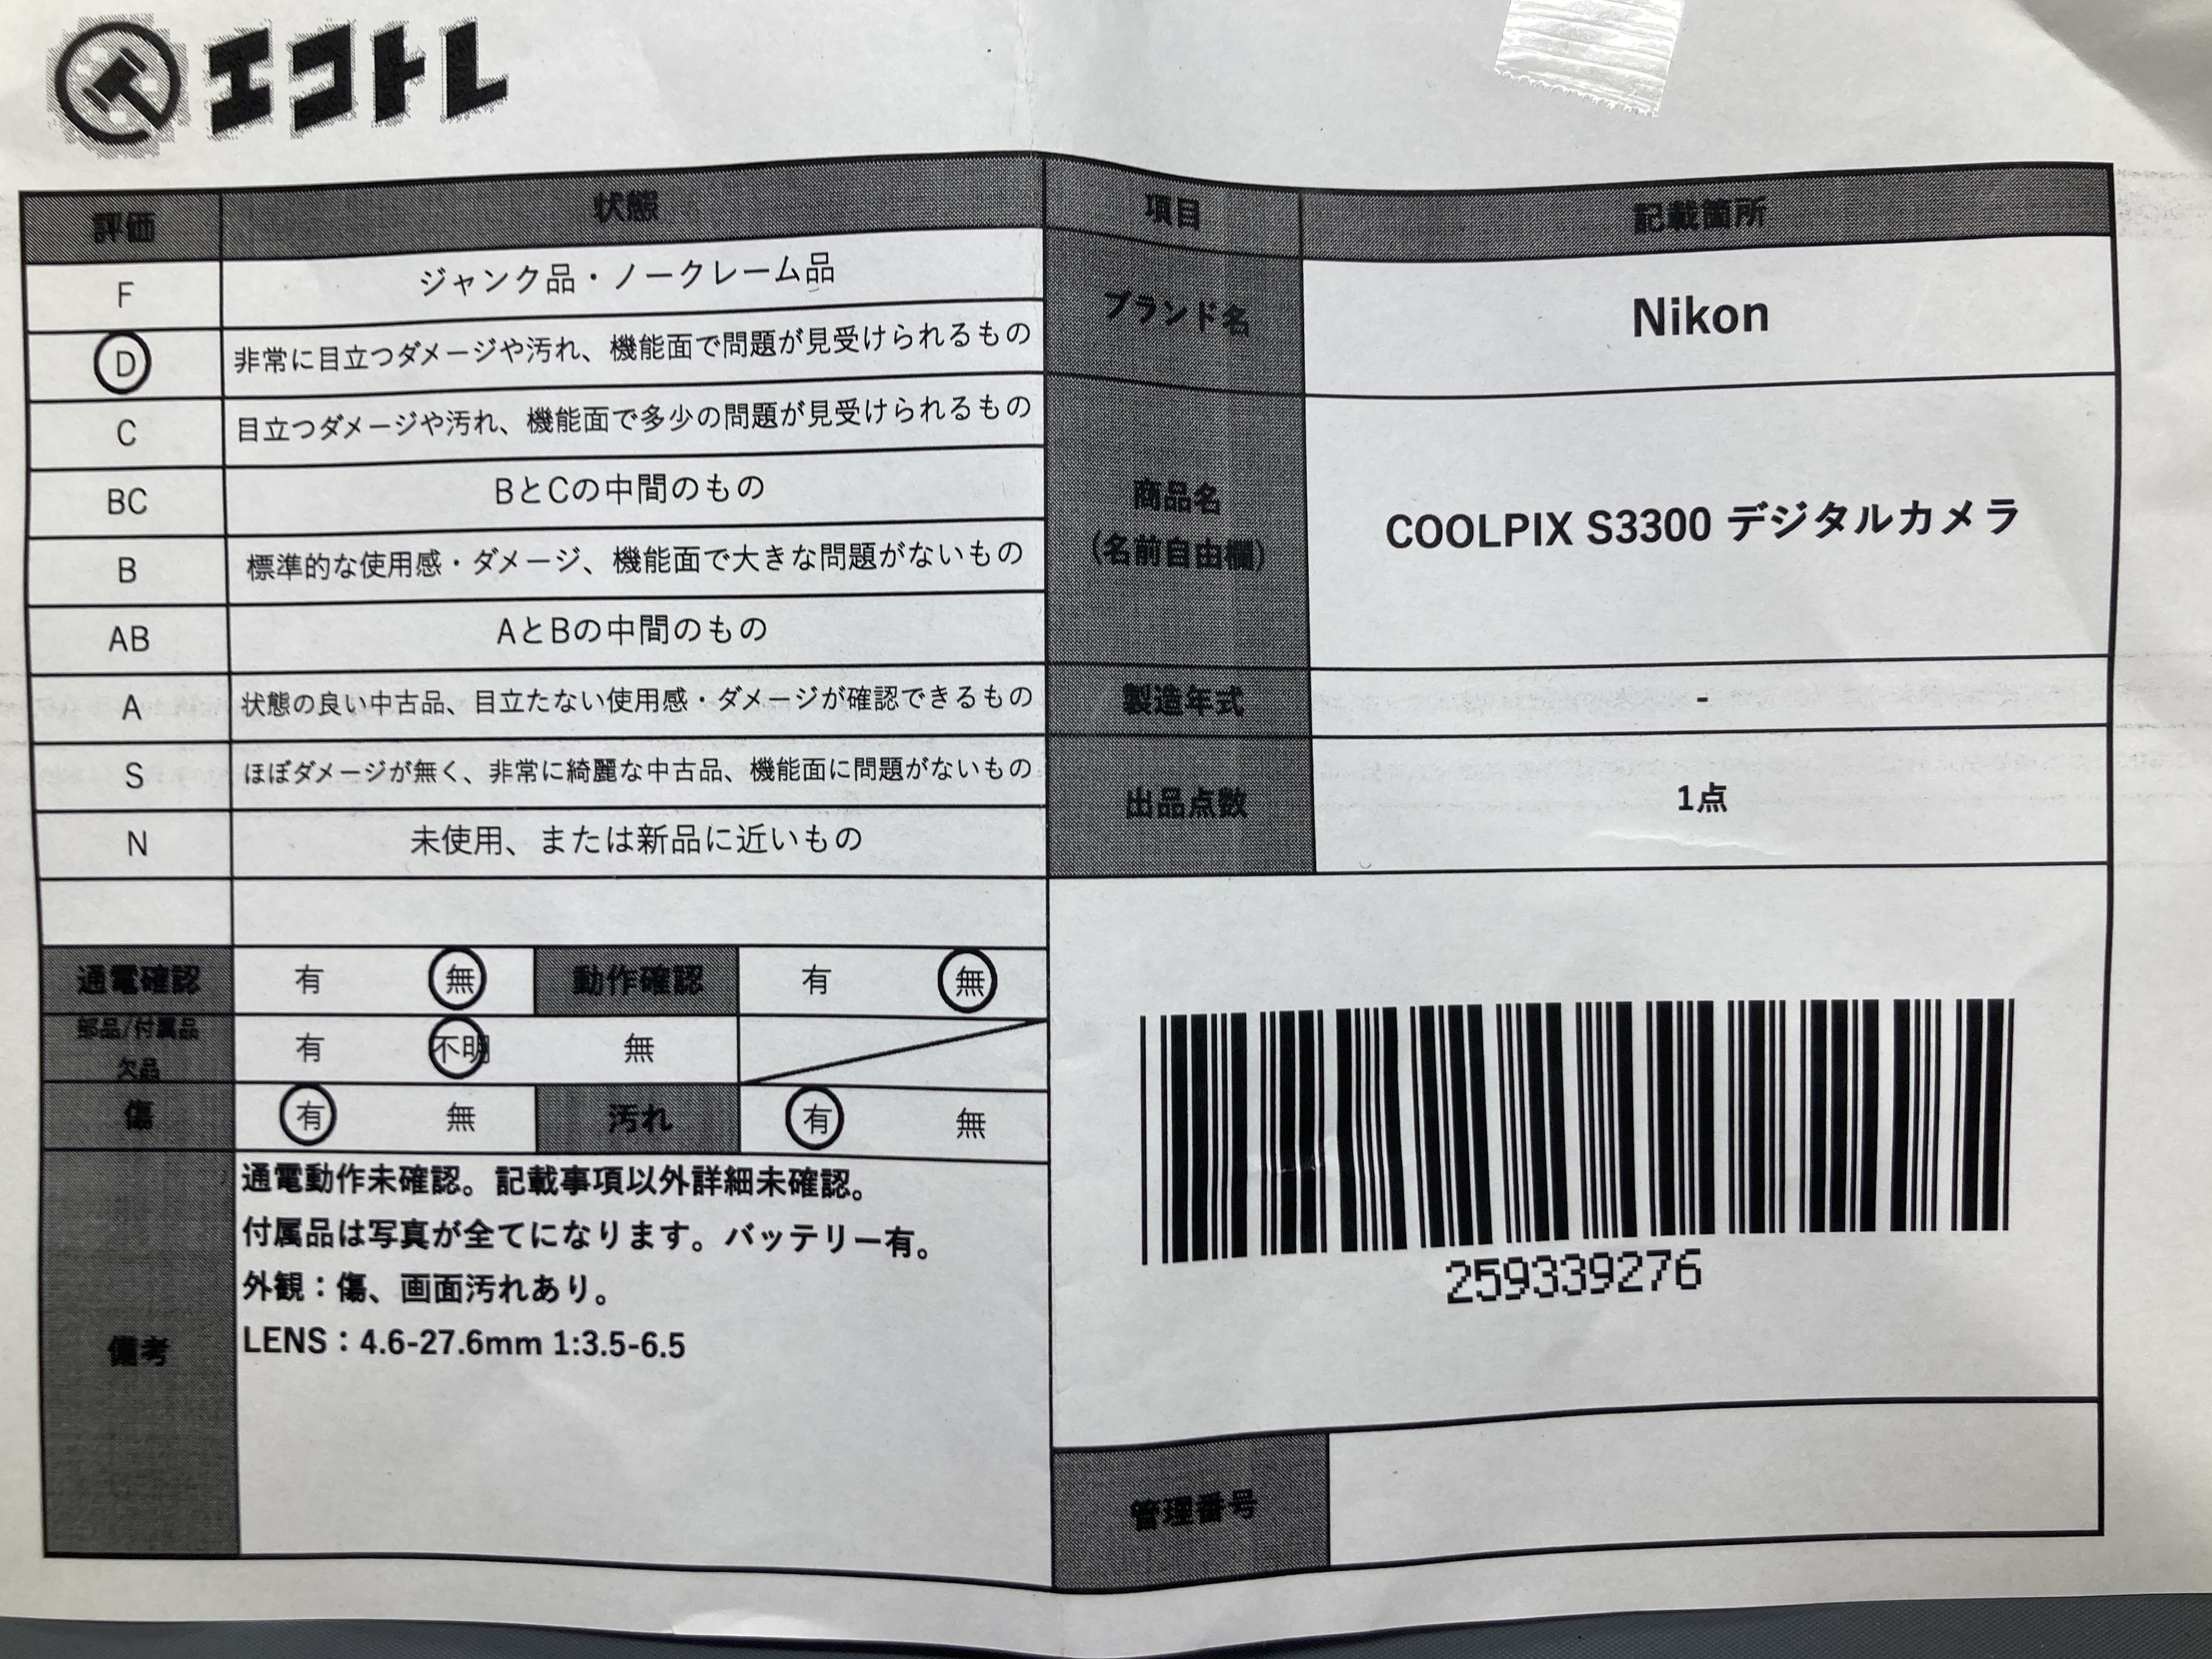 エコトレ
評価 状態
F ジャンク品・ノークレーム品
D 非常に目立つダメージや汚れ、機能面で問題が見受けられるもの
C 目立つダメージや汚れ、機能面で多少の問題が見受けられるもの
BC BとCの中間のもの
B 標準的な使用感・ダメージ、機能面で大きな問題がないもの
AB AとBの中間のもの
A 状態の良い中古品、目立たない使用感・ダメージが確認できるもの
S ほぼダメージが無く、非常に綺麗な中古品、機能面に問題がないもの
N 未使用、または新品に近いもの
通電確認 有 無 動作確認 有 無
部品/付属品
欠品 有 不明 無
傷 有 無 汚れ 有 無
備考
通電動作未確認。記載事項以外詳細未確認。
付属品は写真が全てになります。バッテリー有。
外観：傷、画面汚れあり。
LENS：4.6-27.6mm 1:3.5-6.5
項目 記載箇所
ブランド名 Nikon
商品名
(名前自由欄) COOLPIX S3300 デジタルカメラ
製造年式 -
出品点数 1点
259339276
管理番号